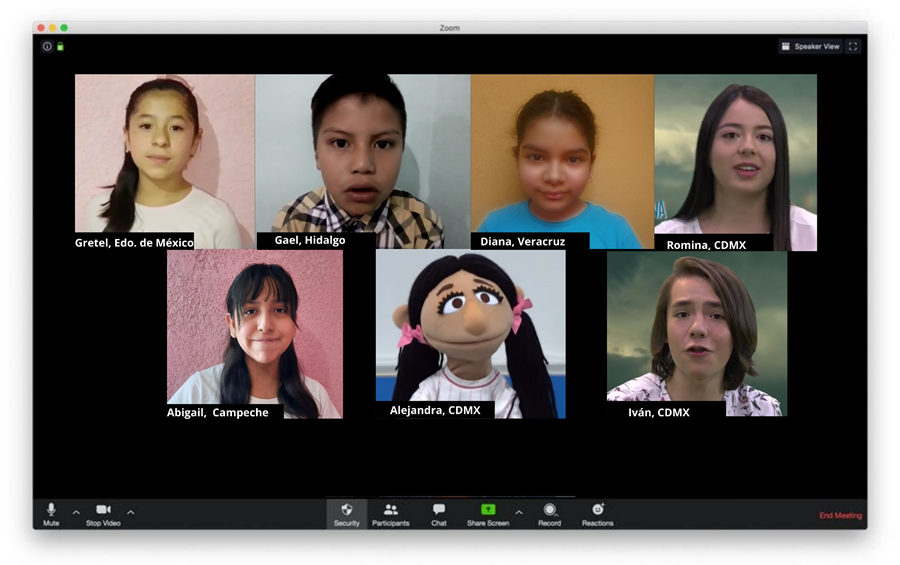 Zoom
Speaker View
Gretel, Edo. de México
Gael, Hidalgo
Diana, Veracruz
Romina, CDMX
Abigail, Campeche
Alejandra, CDMX
Iván, CDMX
Mute
Stop Video
Security
Participants
Chat
Share Screen
Record
Reactions
End Meeting